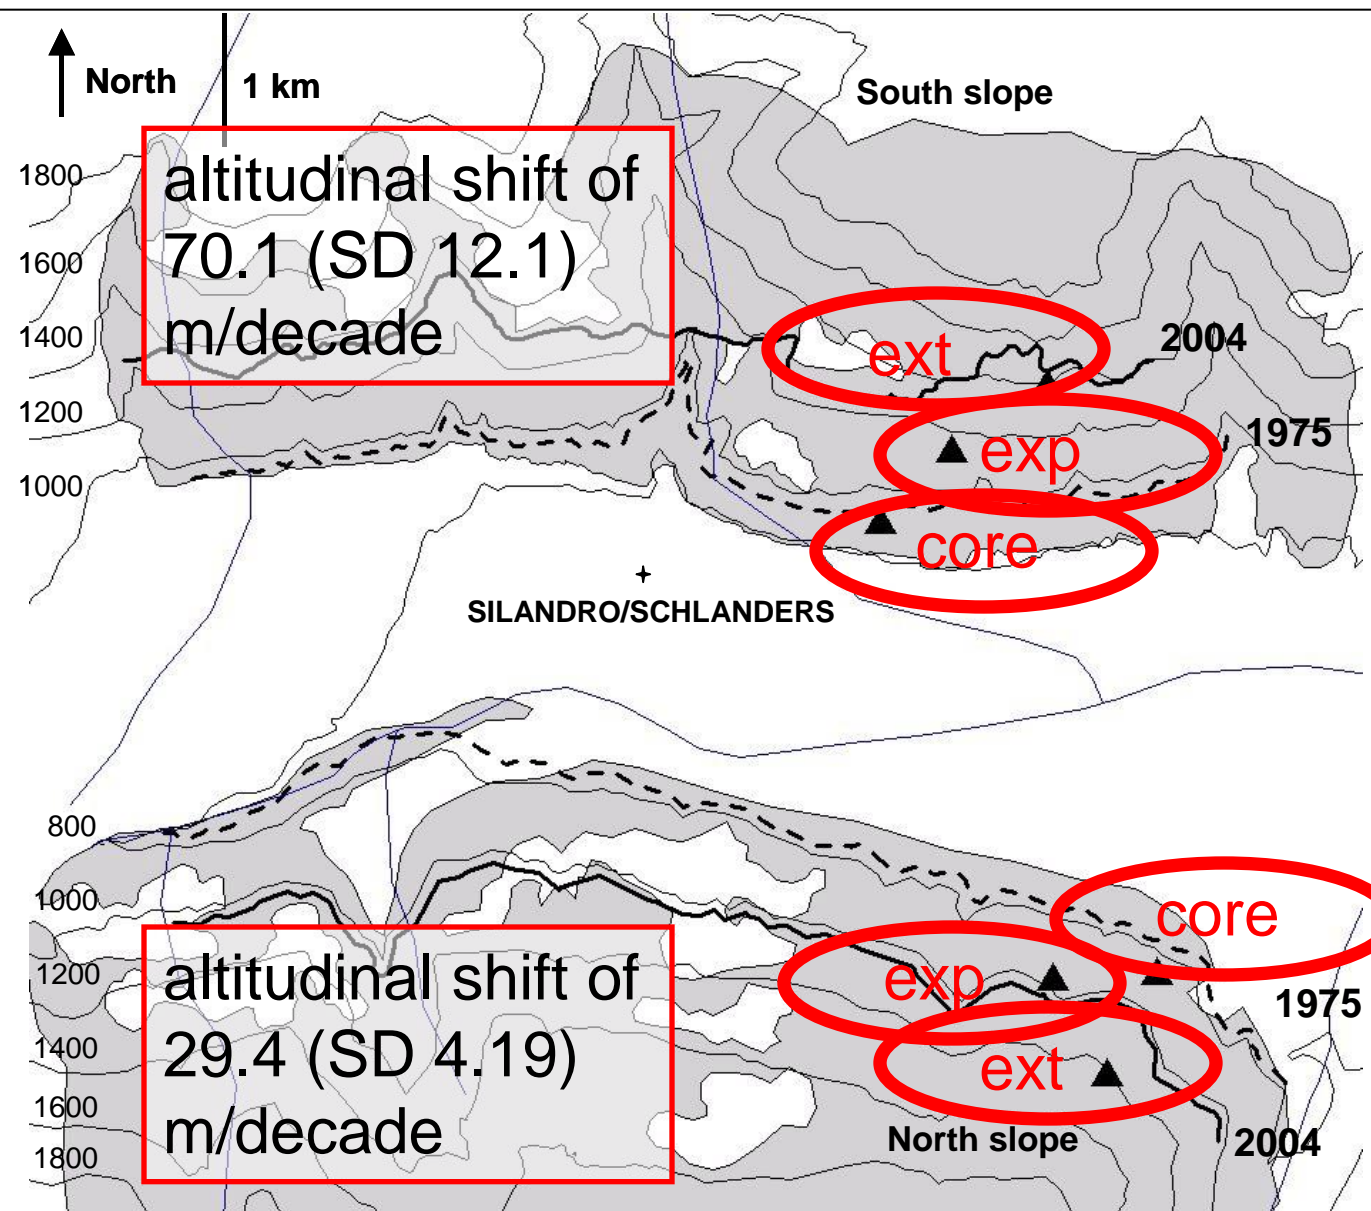 North
1 km
South slope
1800
altitudinal shift of
70.1 (SD 12.1)
m/decade
1600
1400
ext
2004
1200
exp
1975
1000
core
SILANDRO/SCHLANDERS
800
1000
core
altitudinal shift of
29.4 (SD 4.19)
m/decade
1200
exp
1975
1400
ext
1600
North slope
2004
1800